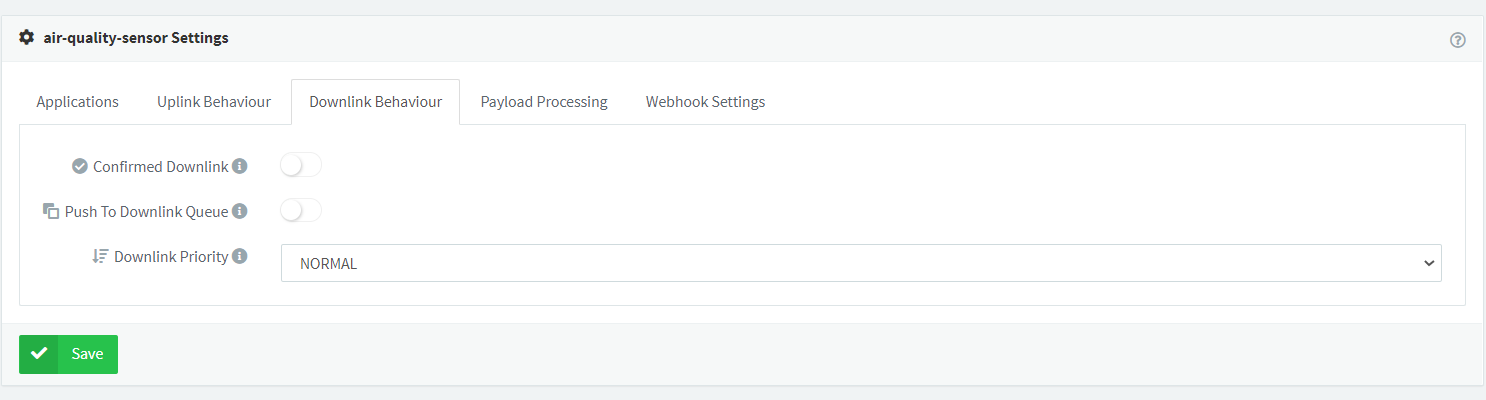 air-quality-sensor Settings
Applications
Uplink Behaviour
Downlink Behaviour
Payload Processing
Webhook Settings
Confirmed Downlink
Push To Downlink Queue
Downlink Priority
NORMAL
Save